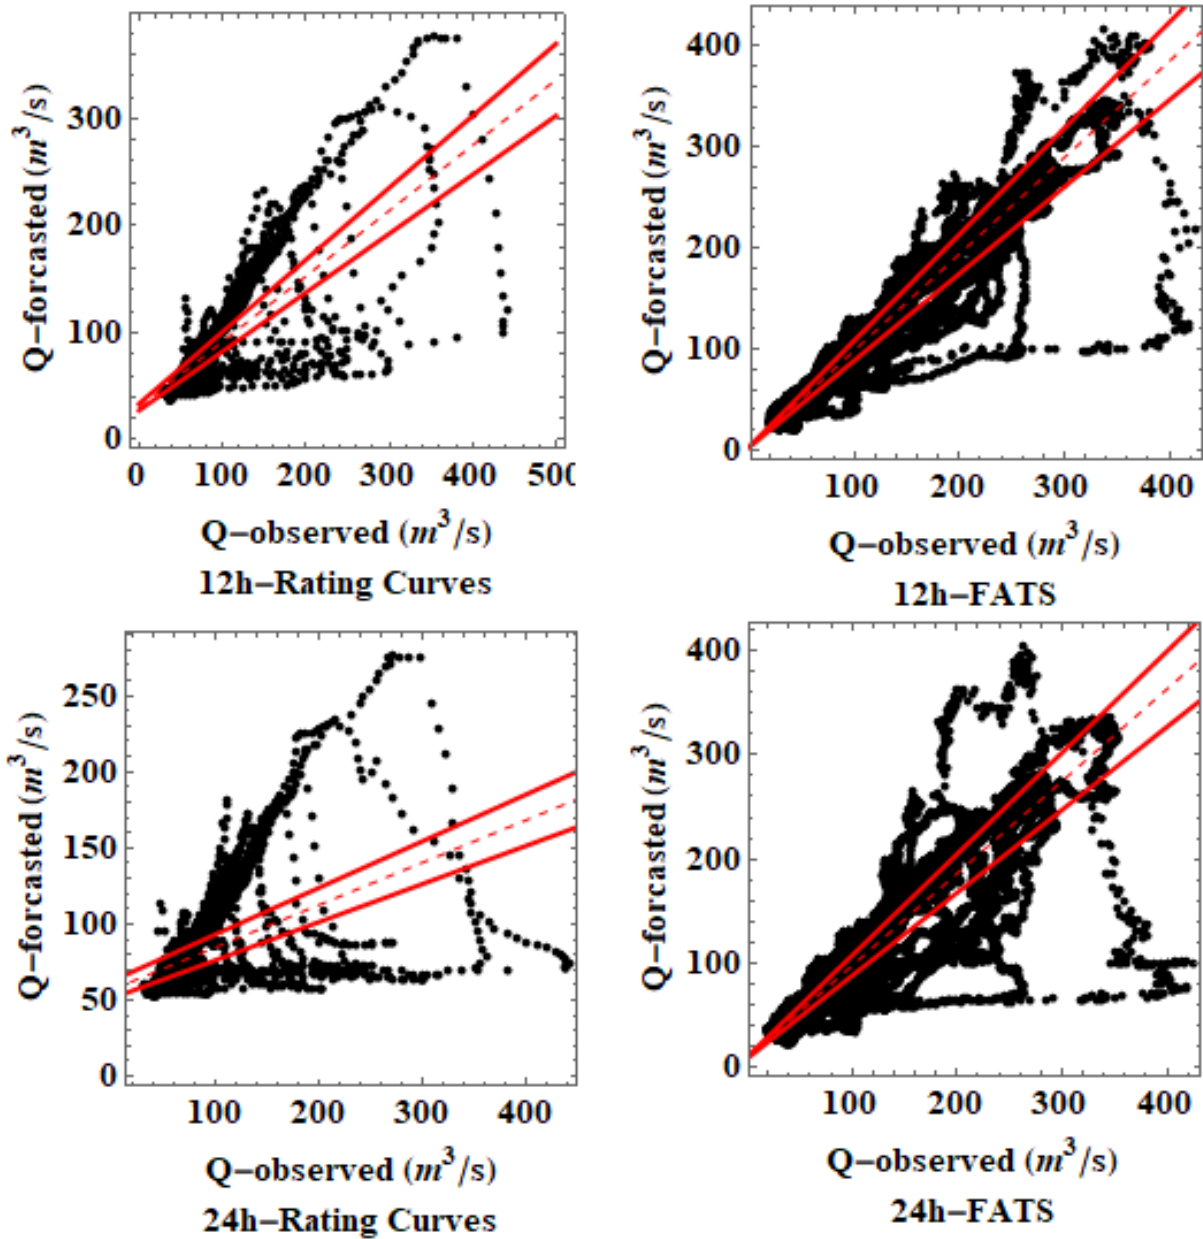 Q–forcasted (m³/s)
300
200
100
0
0 100 200 300 400 500
Q–observed (m³/s)
12h–Rating Curves
Q–forcasted (m³/s)
400
300
200
100
0
100 200 300 400
Q–observed (m³/s)
12h–FATS
Q–forcasted (m³/s)
250
200
150
100
50
0
100 200 300 400
Q–observed (m³/s)
24h–Rating Curves
Q–forcasted (m³/s)
400
300
200
100
0
100 200 300 400
Q–observed (m³/s)
24h–FATS